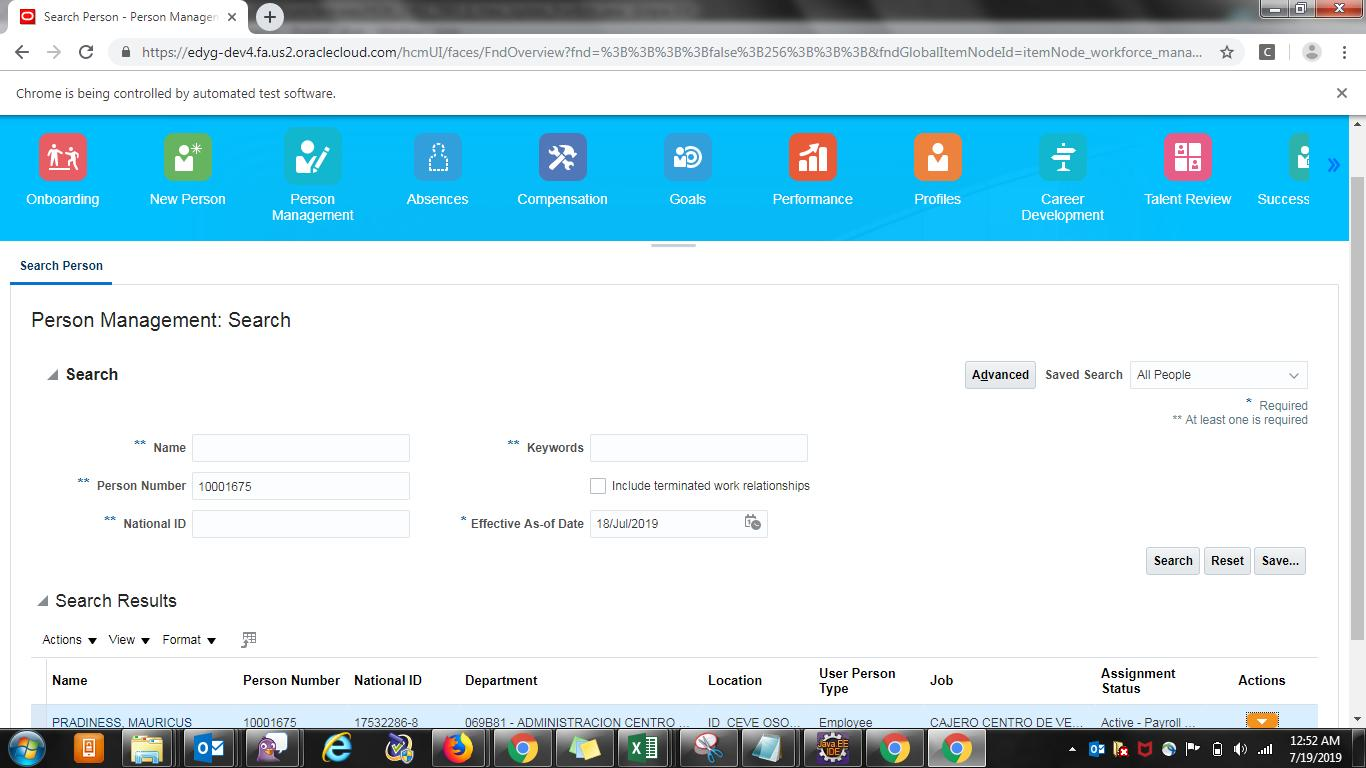 Search Person - Person Managen
https://edyg-dev4.fa.us2.oraclecloud.com/hcmUI/faces/FndOverview?fnd=%3B%3B%3B%3Bfalse%3B256%3B%3B%3B&fndGlobalItemNodeId=itemNode_workforce_mana...
C
Chrome is being controlled by automated test software.
Onboarding
New Person
Person Management
Absences
Compensation
Goals
Performance
Profiles
Career Development
Talent Review
Success
Search Person
Person Management: Search
Search
Advanced Saved Search All People
* Required
** At least one is required
** Name
** Keywords
** Person Number 10001675
Include terminated work relationships
** National ID
* Effective As-of Date 18/Jul/2019
Search Reset Save...
Search Results
Actions View Format
Name Person Number National ID Department Location User Person Type Job Assignment Status Actions
PRADINESS, MAURICUS 10001675 17532286-8 069B81 - ADMINISTRACION CENTRO ... ID_CEVE OSO... Employee CAJERO CENTRO DE VE... Active - Payroll ...
Java EE
IDE
12:52 AM
7/19/2019